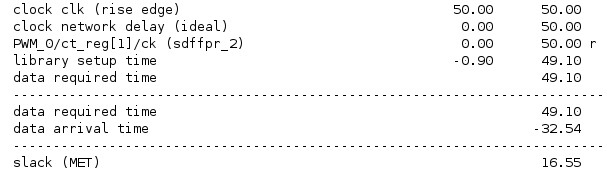 clock clk (rise edge) 50.00 50.00
clock network delay (ideal) 0.00 50.00
PWM_0/ct_reg[1]/ck (sdffpr_2) 0.00 50.00 r
library setup time -0.90 49.10
data required time 49.10
--------------------------------------------------------------------------
data required time 49.10
data arrival time -32.54
--------------------------------------------------------------------------
slack (MET) 16.55